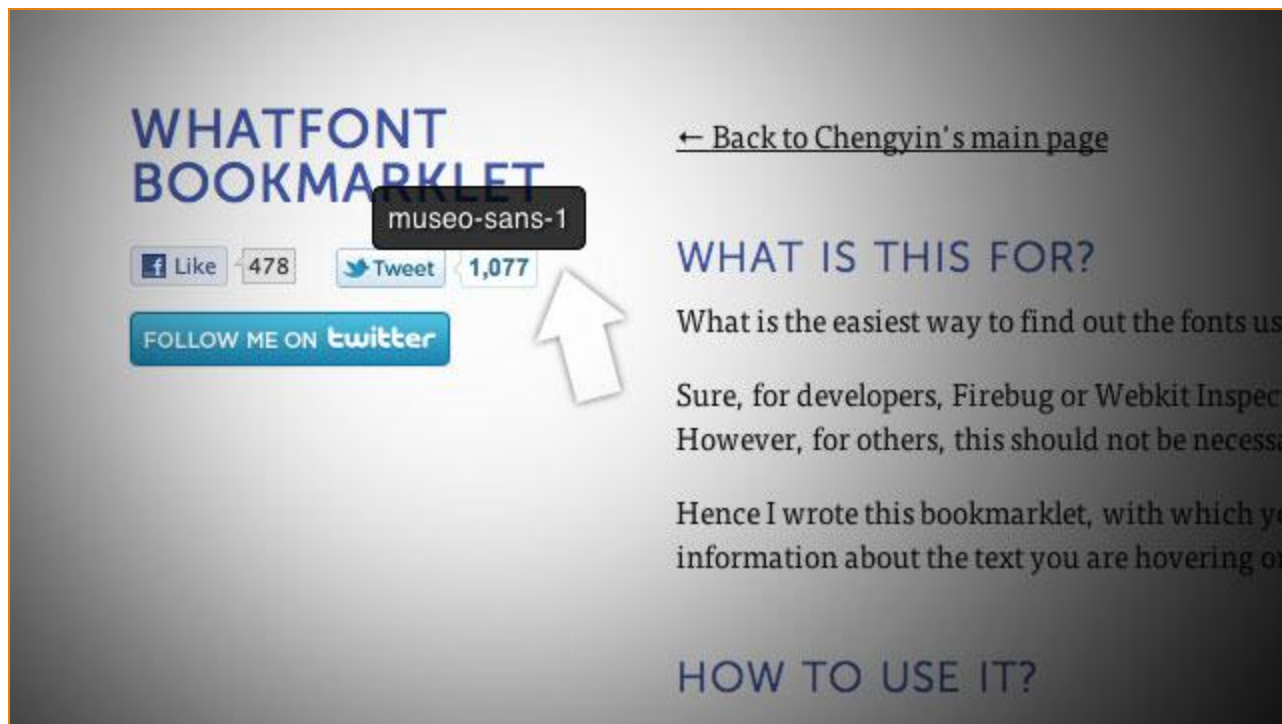 WHATFONT
BOOKMARKLET
museo-sans-1
Like 478 Tweet 1,077
FOLLOW ME ON twitter
← Back to Chengyin's main page
WHAT IS THIS FOR?
What is the easiest way to find out the fonts us
Sure, for developers, Firebug or Webkit Inspec
However, for others, this should not be necess
Hence I wrote this bookmarklet, with which y
information about the text you are hovering o
HOW TO USE IT?